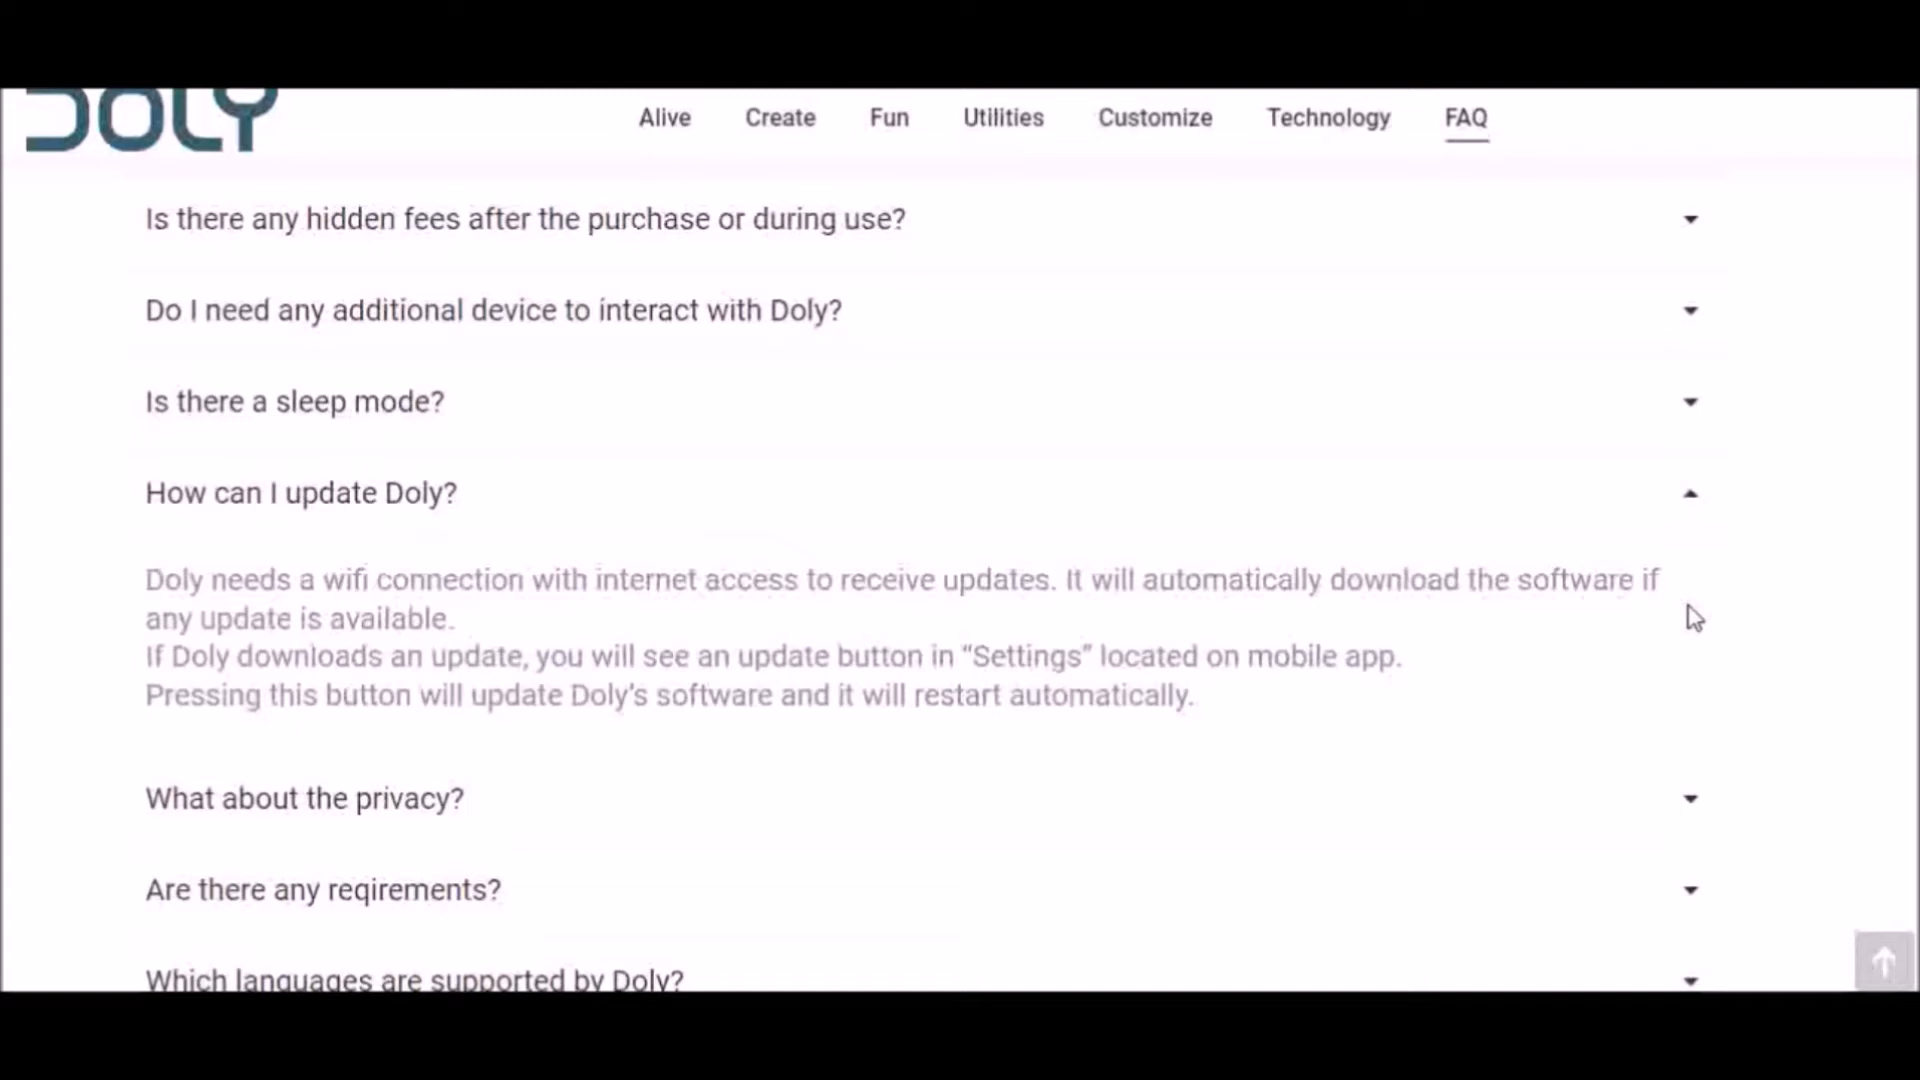 DOLY
Alive Create Fun Utilities Customize Technology FAQ
Is there any hidden fees after the purchase or during use?
Do I need any additional device to interact with Doly?
Is there a sleep mode?
How can I update Doly?
Doly needs a wifi connection with internet access to receive updates. It will automatically download the software if
any update is available.
If Doly downloads an update, you will see an update button in “Settings” located on mobile app.
Pressing this button will update Doly’s software and it will restart automatically.
What about the privacy?
Are there any reqirements?
Which languages are supported by Doly?